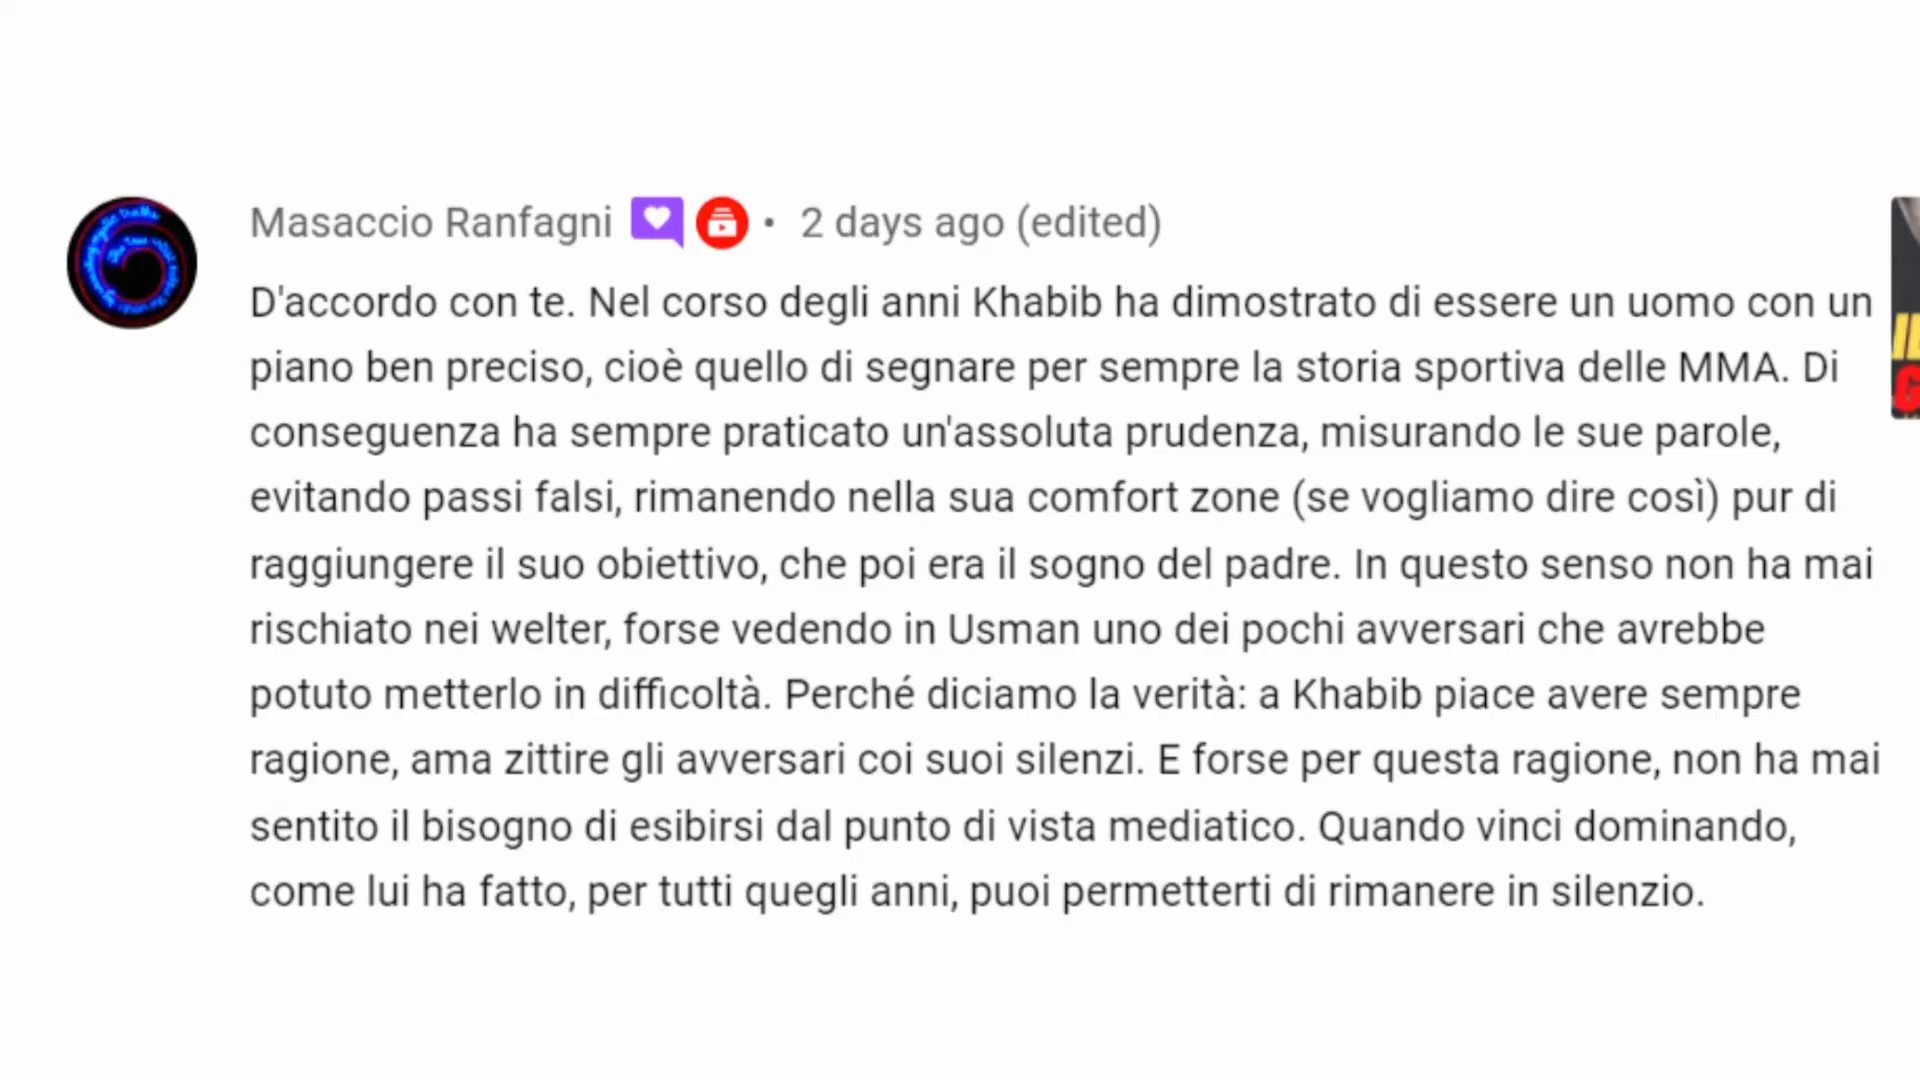 Masaccio Ranfagni • 2 days ago (edited)
D'accordo con te. Nel corso degli anni Khabib ha dimostrato di essere un uomo con un
piano ben preciso, cioè quello di segnare per sempre la storia sportiva delle MMA. Di
conseguenza ha sempre praticato un'assoluta prudenza, misurando le sue parole,
evitando passi falsi, rimanendo nella sua comfort zone (se vogliamo dire così) pur di
raggiungere il suo obiettivo, che poi era il sogno del padre. In questo senso non ha mai
rischiato nei welter, forse vedendo in Usman uno dei pochi avversari che avrebbe
potuto metterlo in difficoltà. Perché diciamo la verità: a Khabib piace avere sempre
ragione, ama zittire gli avversari coi suoi silenzi. E forse per questa ragione, non ha mai
sentito il bisogno di esibirsi dal punto di vista mediatico. Quando vinci dominando,
come lui ha fatto, per tutti quegli anni, puoi permetterti di rimanere in silenzio.